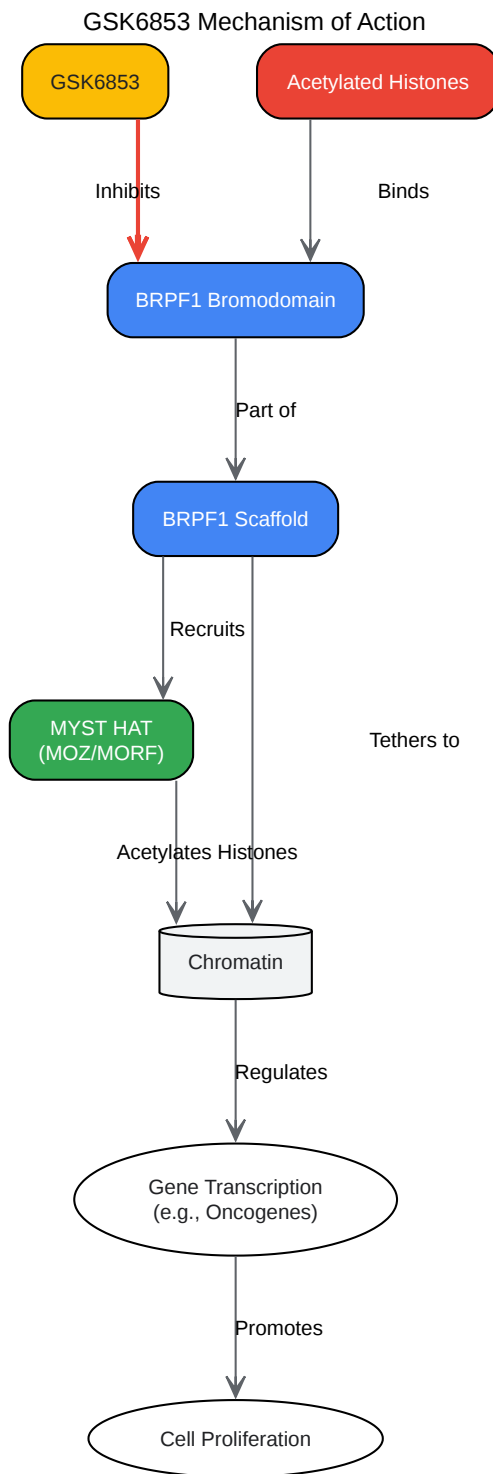 GSK6853 Mechanism of Action
GSK6853
Acetylated Histones
Inhibits
Binds
BRPF1 Bromodomain
Part of
BRPF1 Scaffold
Recruits
MYST HAT
(MOZ/MORF)
Tethers to
Acetylates Histones
Chromatin
Regulates
Gene Transcription
(e.g., Oncogenes)
Promotes
Cell Proliferation